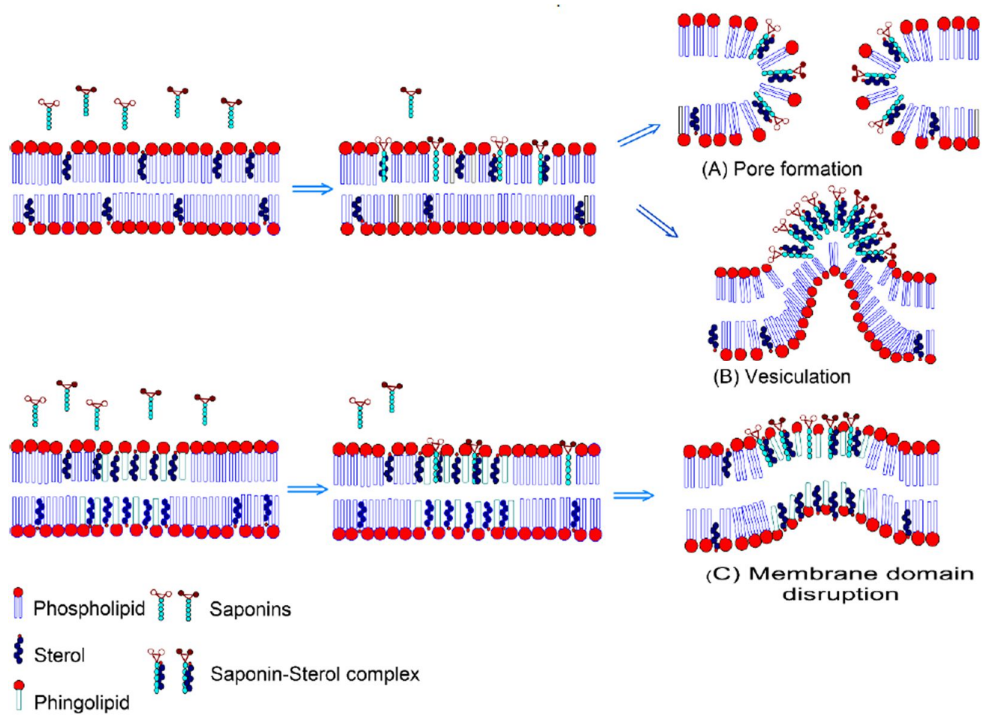 (A) Pore formation
(B) Vesiculation
(C) Membrane domain
disruption
Phospholipid
Saponins
Sterol
Saponin-Sterol complex
Phingolipid